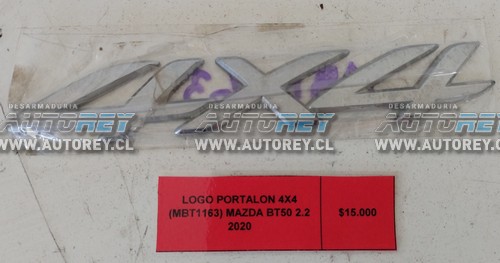 4X4
DESARMADURIA DESARMADURIA DESARMADURIA
AUTOREY AUTOREY AUTOREY
WWW.AUTOREY.CL WWW.AUTOREY.CL WWW.AUTOREY.CL
LOGO PORTALON 4X4
(MBT1163) MAZDA BT50 2.2
2020
$15.000